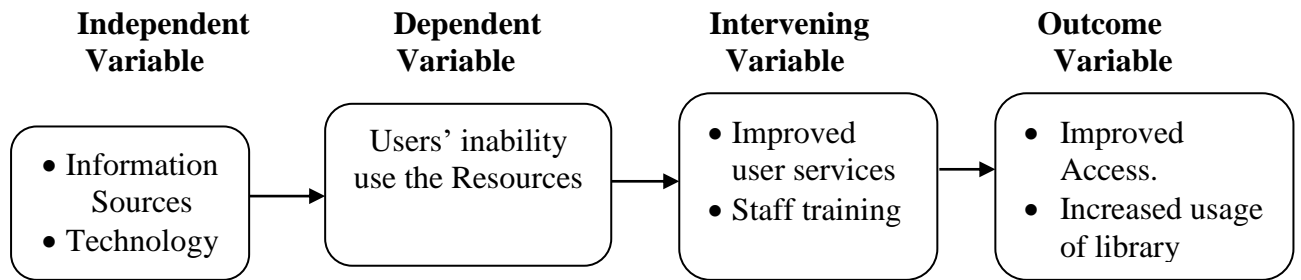 Independent
Variable
Dependent
Variable
Intervening
Variable
Outcome
Variable
• Information
Sources
• Technology
Users’ inability
use the Resources
• Improved
user services
• Staff training
• Improved
Access.
• Increased usage
of library